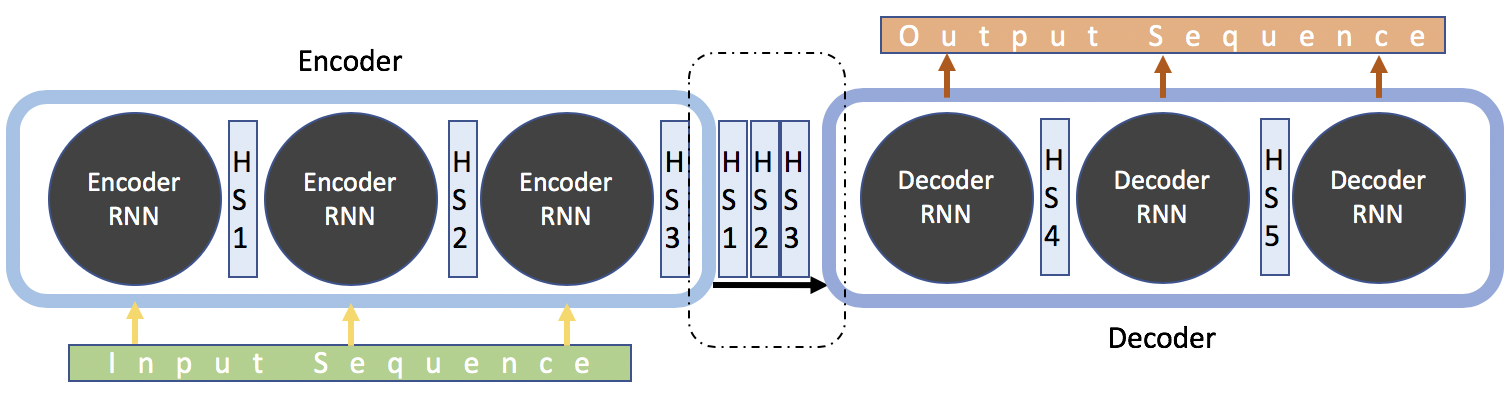 Encoder
Output Sequence
Encoder
RNN
HS1
Encoder
RNN
HS2
Encoder
RNN
HS3
HS1
HS2
HS3
Decoder
RNN
HS4
Decoder
RNN
HS5
Decoder
RNN
Input Sequence
Decoder